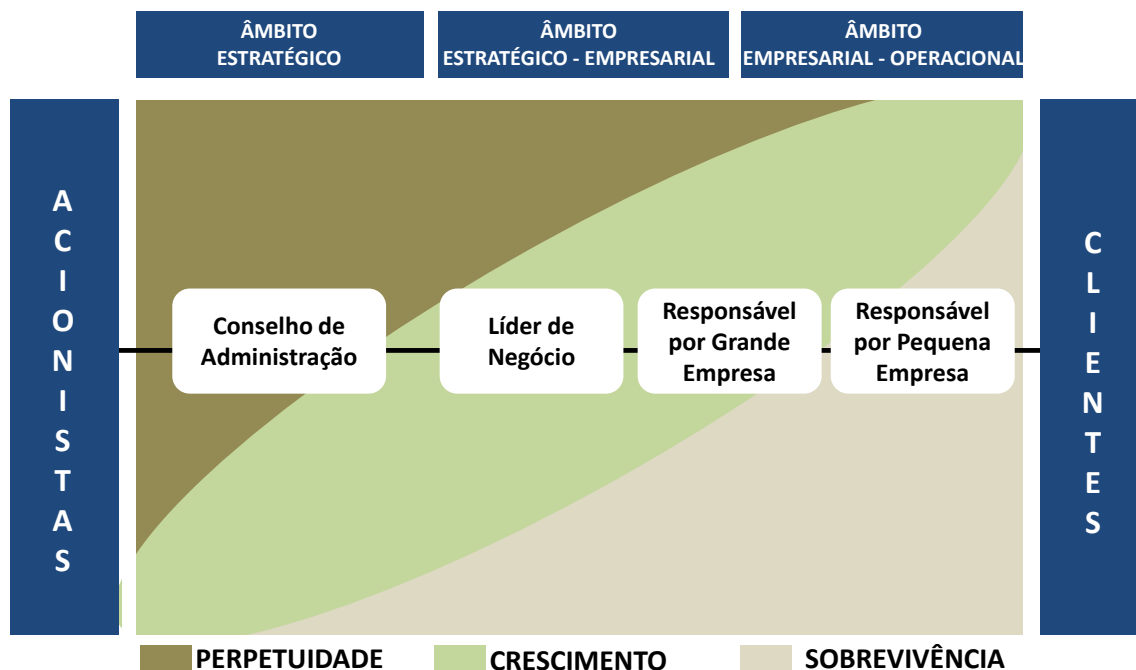 ÂMBITO
ESTRATÉGICO
ÂMBITO
ESTRATÉGICO - EMPRESARIAL
ÂMBITO
EMPRESARIAL - OPERACIONAL
A
C
I
O
N
I
S
T
A
S
Conselho de
Administração
Líder de
Negócio
Responsável
por Grande
Empresa
Responsável
por Pequena
Empresa
C
L
I
E
N
T
E
S
PERPETUIDADE
CRESCIMENTO
SOBREVIVÊNCIA